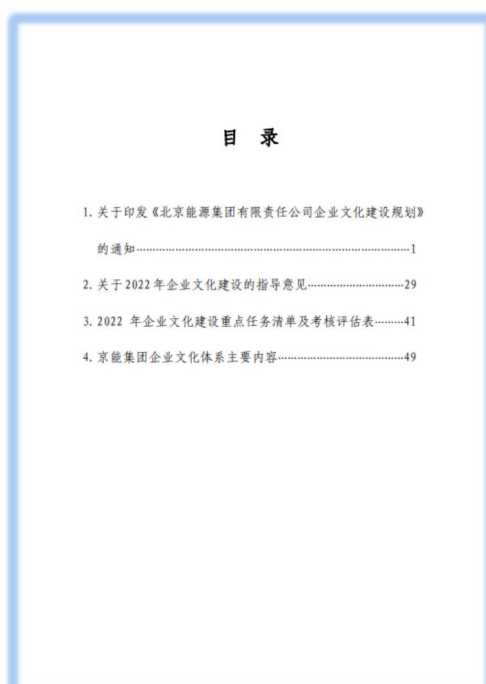 目 录
1. 关于印发《北京能源集团有限责任公司企业文化建设规划》
的通知·······························································1
2. 关于2022年企业文化建设的指导意见······························29
3. 2022 年企业文化建设重点任务清单及考核评估表·········41
4. 京能集团企业文化体系主要内容·······································49